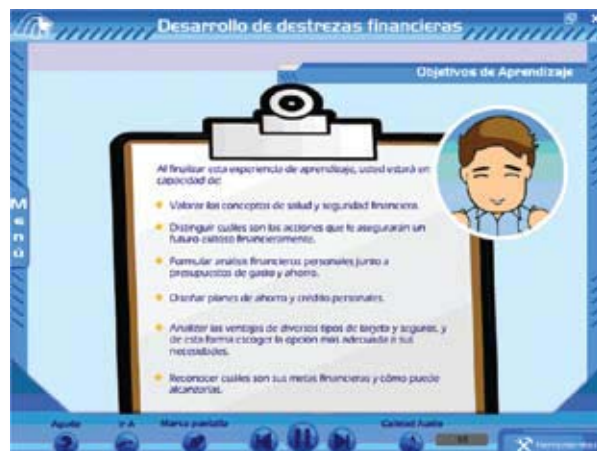 Desarrollo de destrezas financieras
Objetivos de Aprendizaje
Al finalizar esta experiencia de aprendizaje, usted estará en
capacidad de:
Valorar los conceptos de salud y seguridad financiera.
Distinguir cuáles son las acciones que le asegurarán un
futuro exitoso financieramente.
Formular análisis financieros personales junto a
presupuestos de gasto y ahorro.
Diseñar planes de ahorro y crédito personales.
Analizar las ventajas de diversos tipos de tarjeta y seguros, y
de esta forma escoger la opción más adecuada a sus
necesidades.
Reconocer cuáles son sus metas financieras y cómo puede
alcanzarlas.
Menú
Ayuda
Ir A
Marca pantalla
Calidad Audio
Herramientas